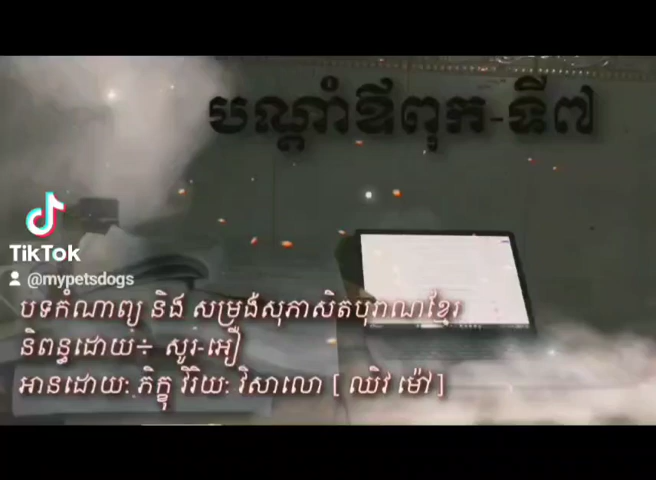 បណ្ដាំឪពុក-ទី៧
TikTok
@mypetsdogs
បទកំណាព្យ និង សម្រង់សុភាសិតបុរាណខ្មែរ
និពន្ធដោយ÷ សូរ-អឿ
អានដោយ: ភិក្ខុ វិរិយ: វិសាលោ [ ឈិវ ម៉ៅ ]